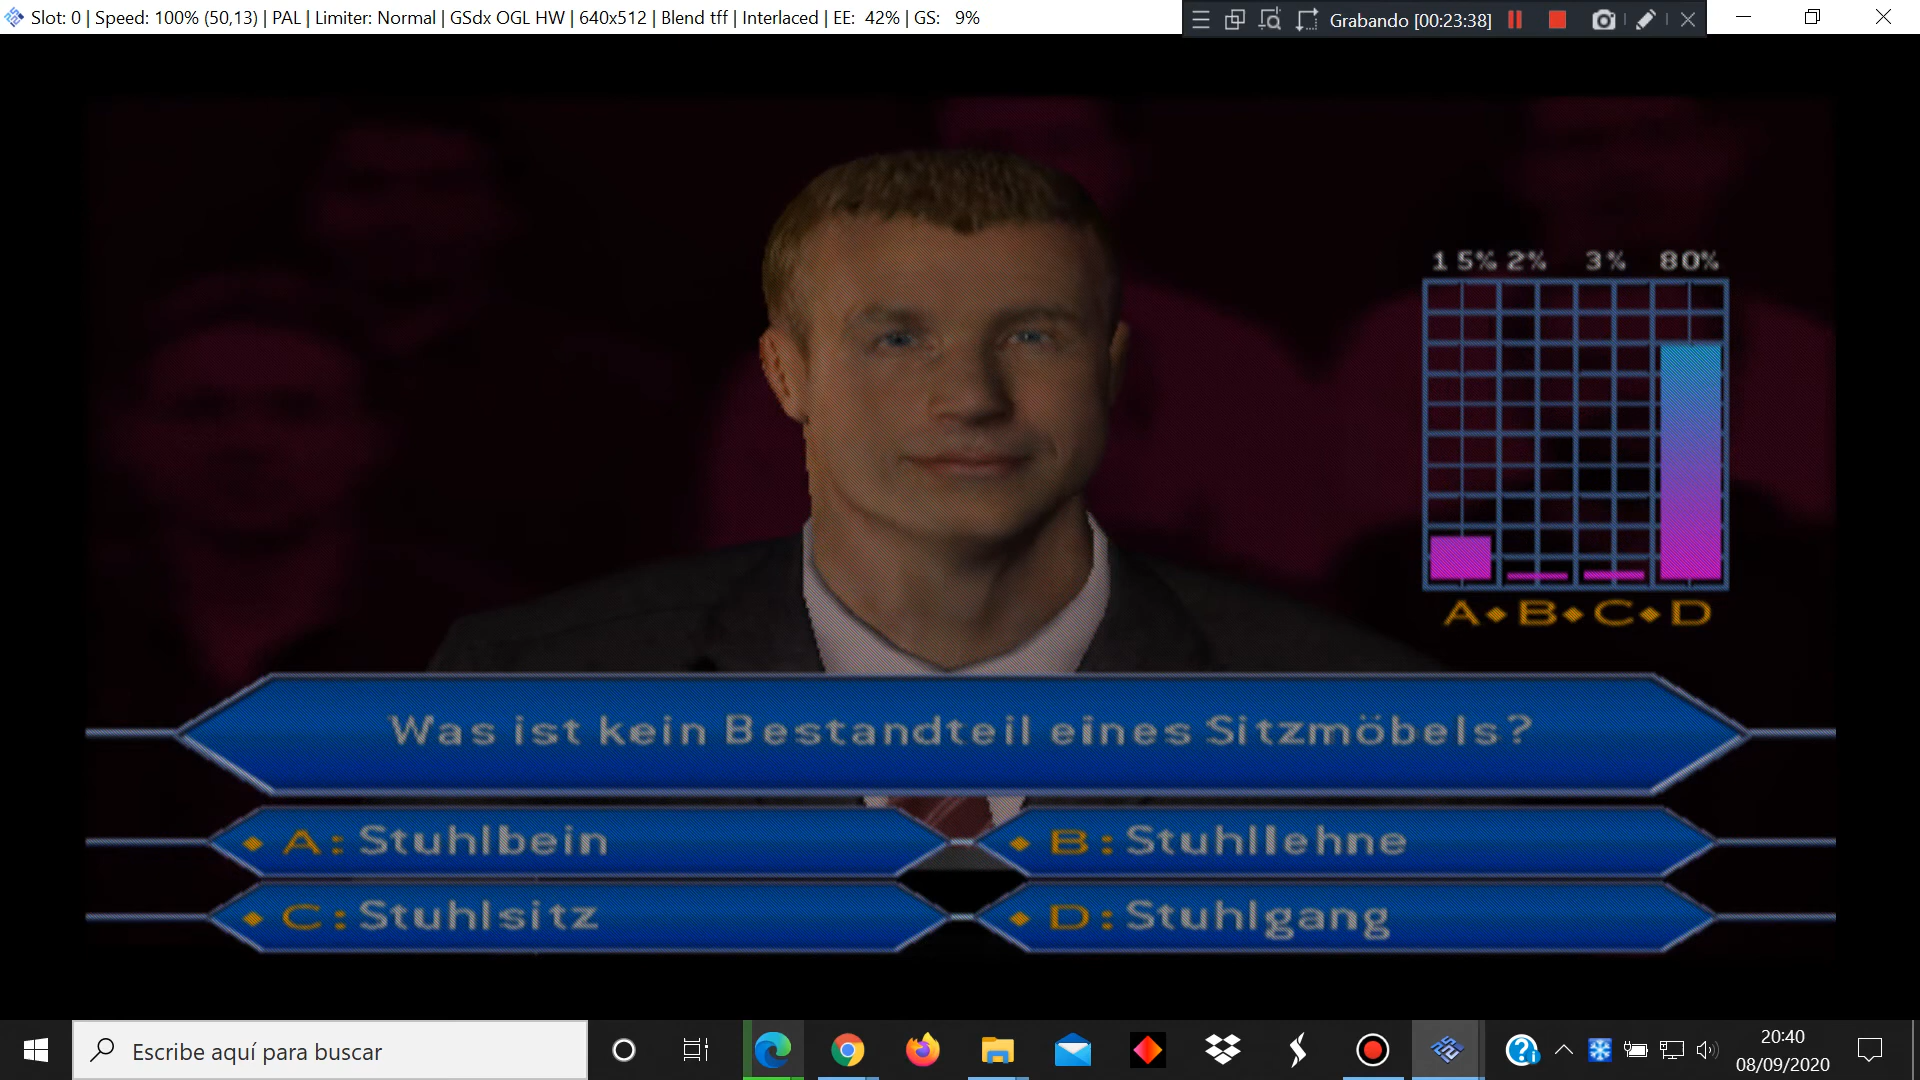 Slot: 0 | Speed: 100% (50,13) | PAL | Limiter: Normal | GSdx OGL HW | 640x512 | Blend tff | Interlaced | EE: 42% | GS: 9%
Grabando [00:23:38]
15% 2% 3% 80%
A B C D
Was ist kein Bestandteil eines Sitzmöbels?
A: Stuhlbein
B: Stuhllehne
C: Stuhlsitz
D: Stuhlgang
Escribe aquí para buscar
20:40
08/09/2020